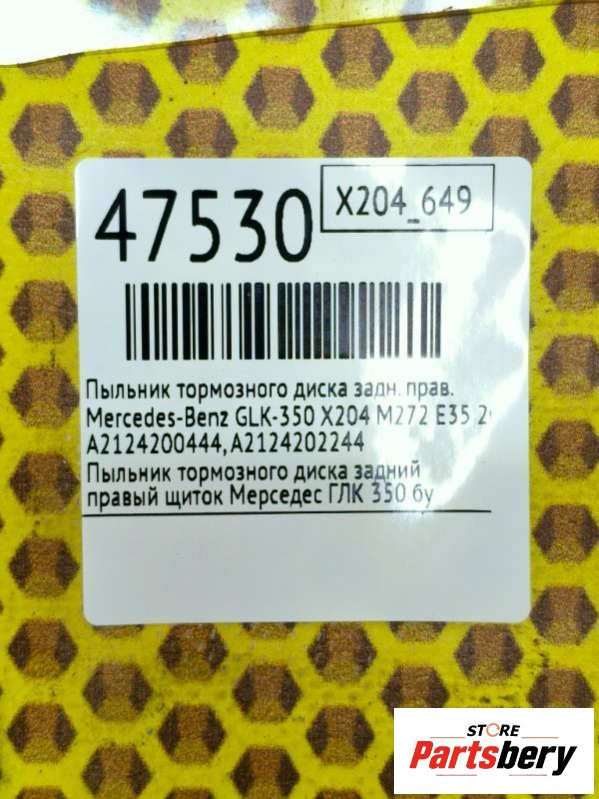 47530
X204_649
Пыльник тормозного диска задн. прав.
Mercedes-Benz GLK-350 X204 M272 E35
A2124200444, A2124202244
Пыльник тормозного диска задний
правый щиток Мерседес ГЛК 350 бу
STORE
Partsbery